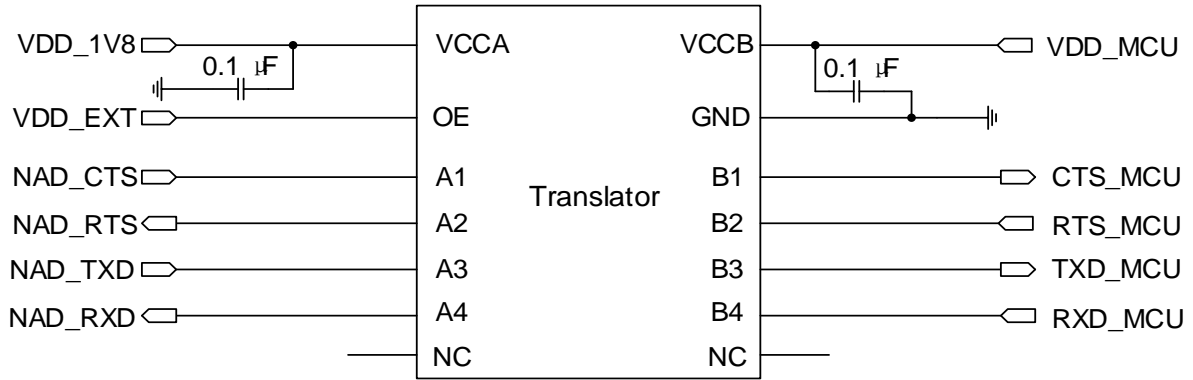 VDD_1V8 VCCA VCCB VDD_MCU
0.1 μF 0.1 μF
VDD_EXT OE GND
NAD_CTS A1 B1 CTS_MCU
Translator
NAD_RTS A2 B2 RTS_MCU
NAD_TXD A3 B3 TXD_MCU
NAD_RXD A4 B4 RXD_MCU
NC NC